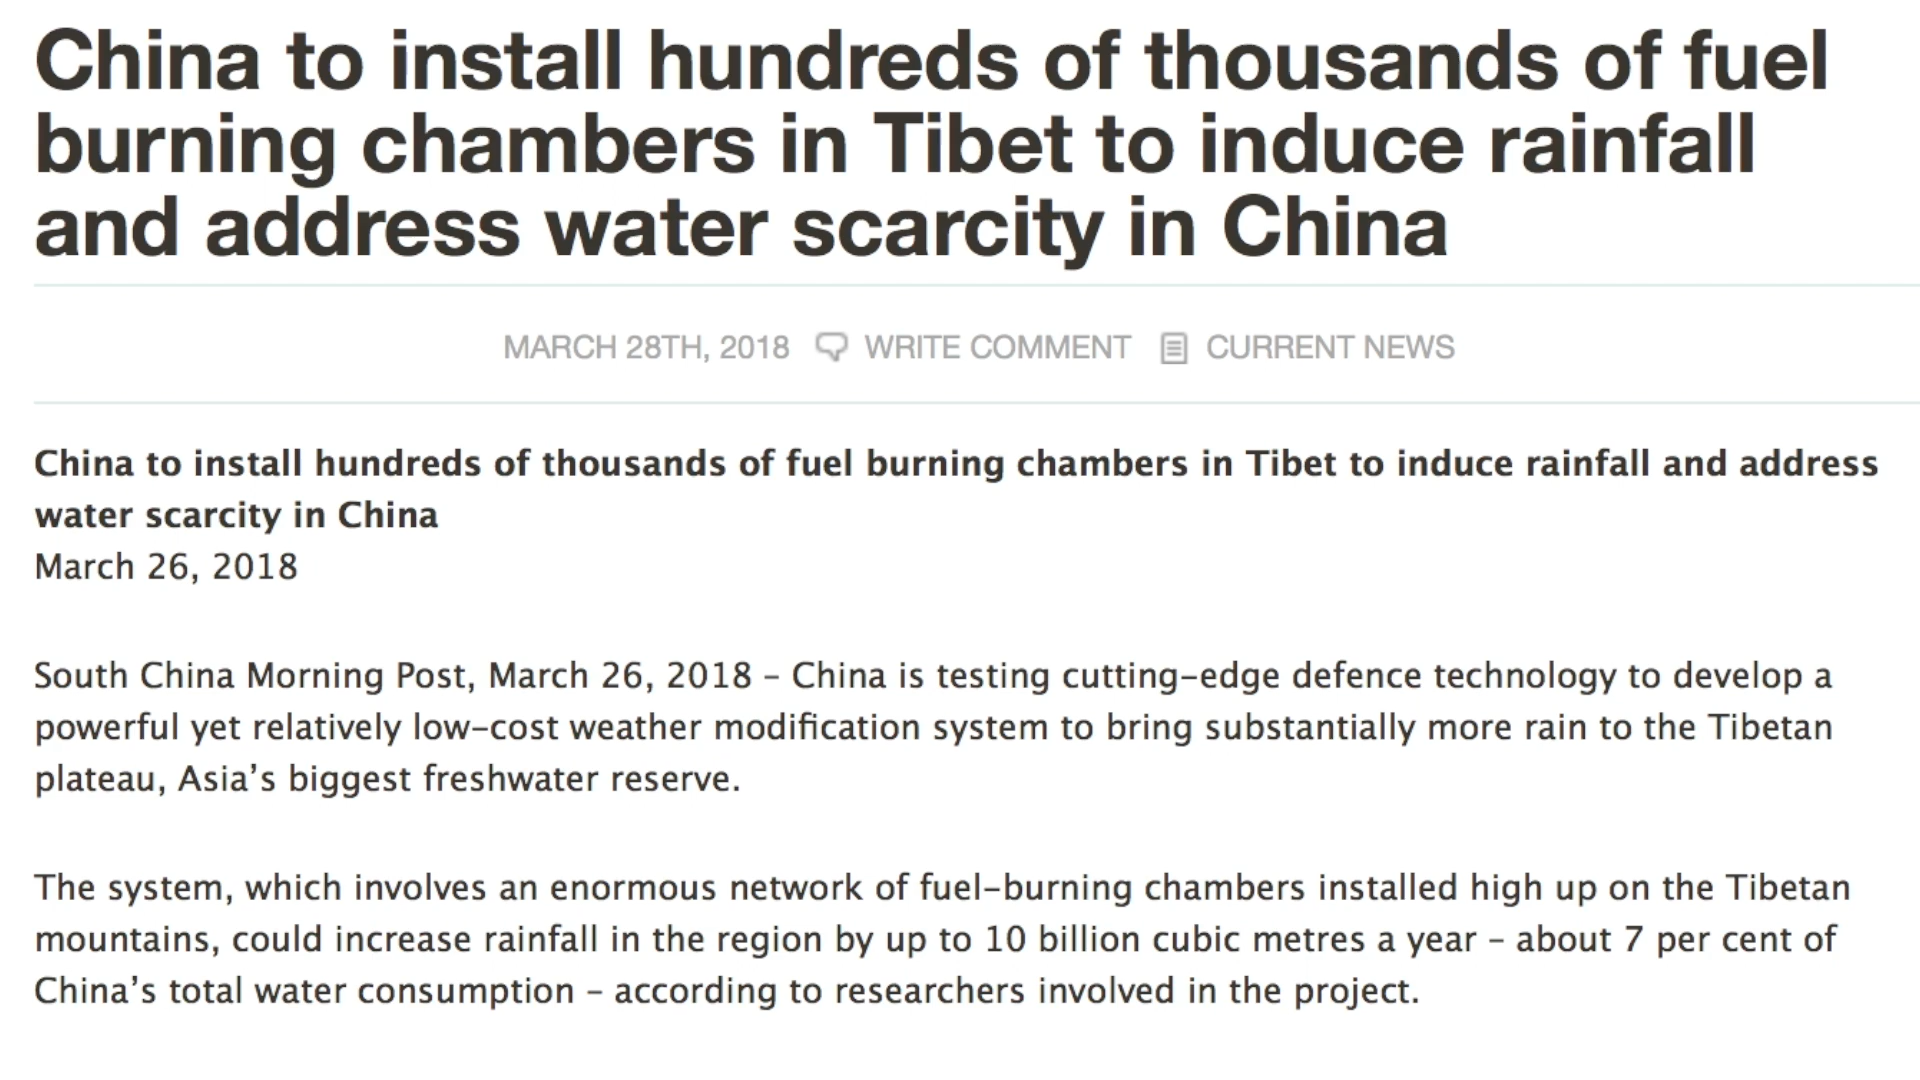 China to install hundreds of thousands of fuel
burning chambers in Tibet to induce rainfall
and address water scarcity in China
MARCH 28TH, 2018 WRITE COMMENT CURRENT NEWS
China to install hundreds of thousands of fuel burning chambers in Tibet to induce rainfall and address
water scarcity in China
March 26, 2018
South China Morning Post, March 26, 2018 – China is testing cutting-edge defence technology to develop a
powerful yet relatively low-cost weather modification system to bring substantially more rain to the Tibetan
plateau, Asia’s biggest freshwater reserve.
The system, which involves an enormous network of fuel-burning chambers installed high up on the Tibetan
mountains, could increase rainfall in the region by up to 10 billion cubic metres a year – about 7 per cent of
China’s total water consumption – according to researchers involved in the project.